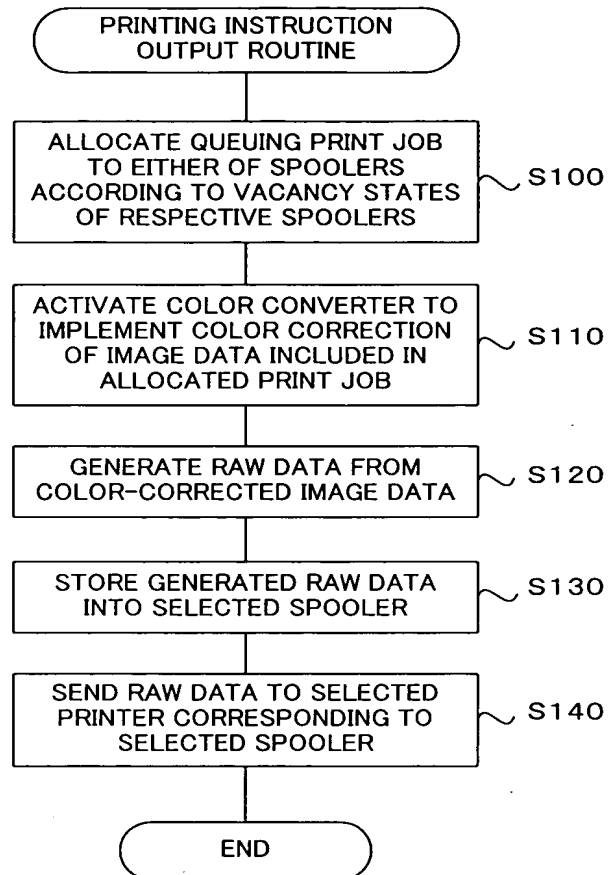 PRINTING INSTRUCTION
OUTPUT ROUTINE
ALLOCATE QUEUING PRINT JOB
TO EITHER OF SPOOLERS
ACCORDING TO VACANCY STATES
OF RESPECTIVE SPOOLERS
S100
ACTIVATE COLOR CONVERTER TO
IMPLEMENT COLOR CORRECTION
OF IMAGE DATA INCLUDED IN
ALLOCATED PRINT JOB
S110
GENERATE RAW DATA FROM
COLOR-CORRECTED IMAGE DATA
S120
STORE GENERATED RAW DATA
INTO SELECTED SPOOLER
S130
SEND RAW DATA TO SELECTED
PRINTER CORRESPONDING TO
SELECTED SPOOLER
S140
END